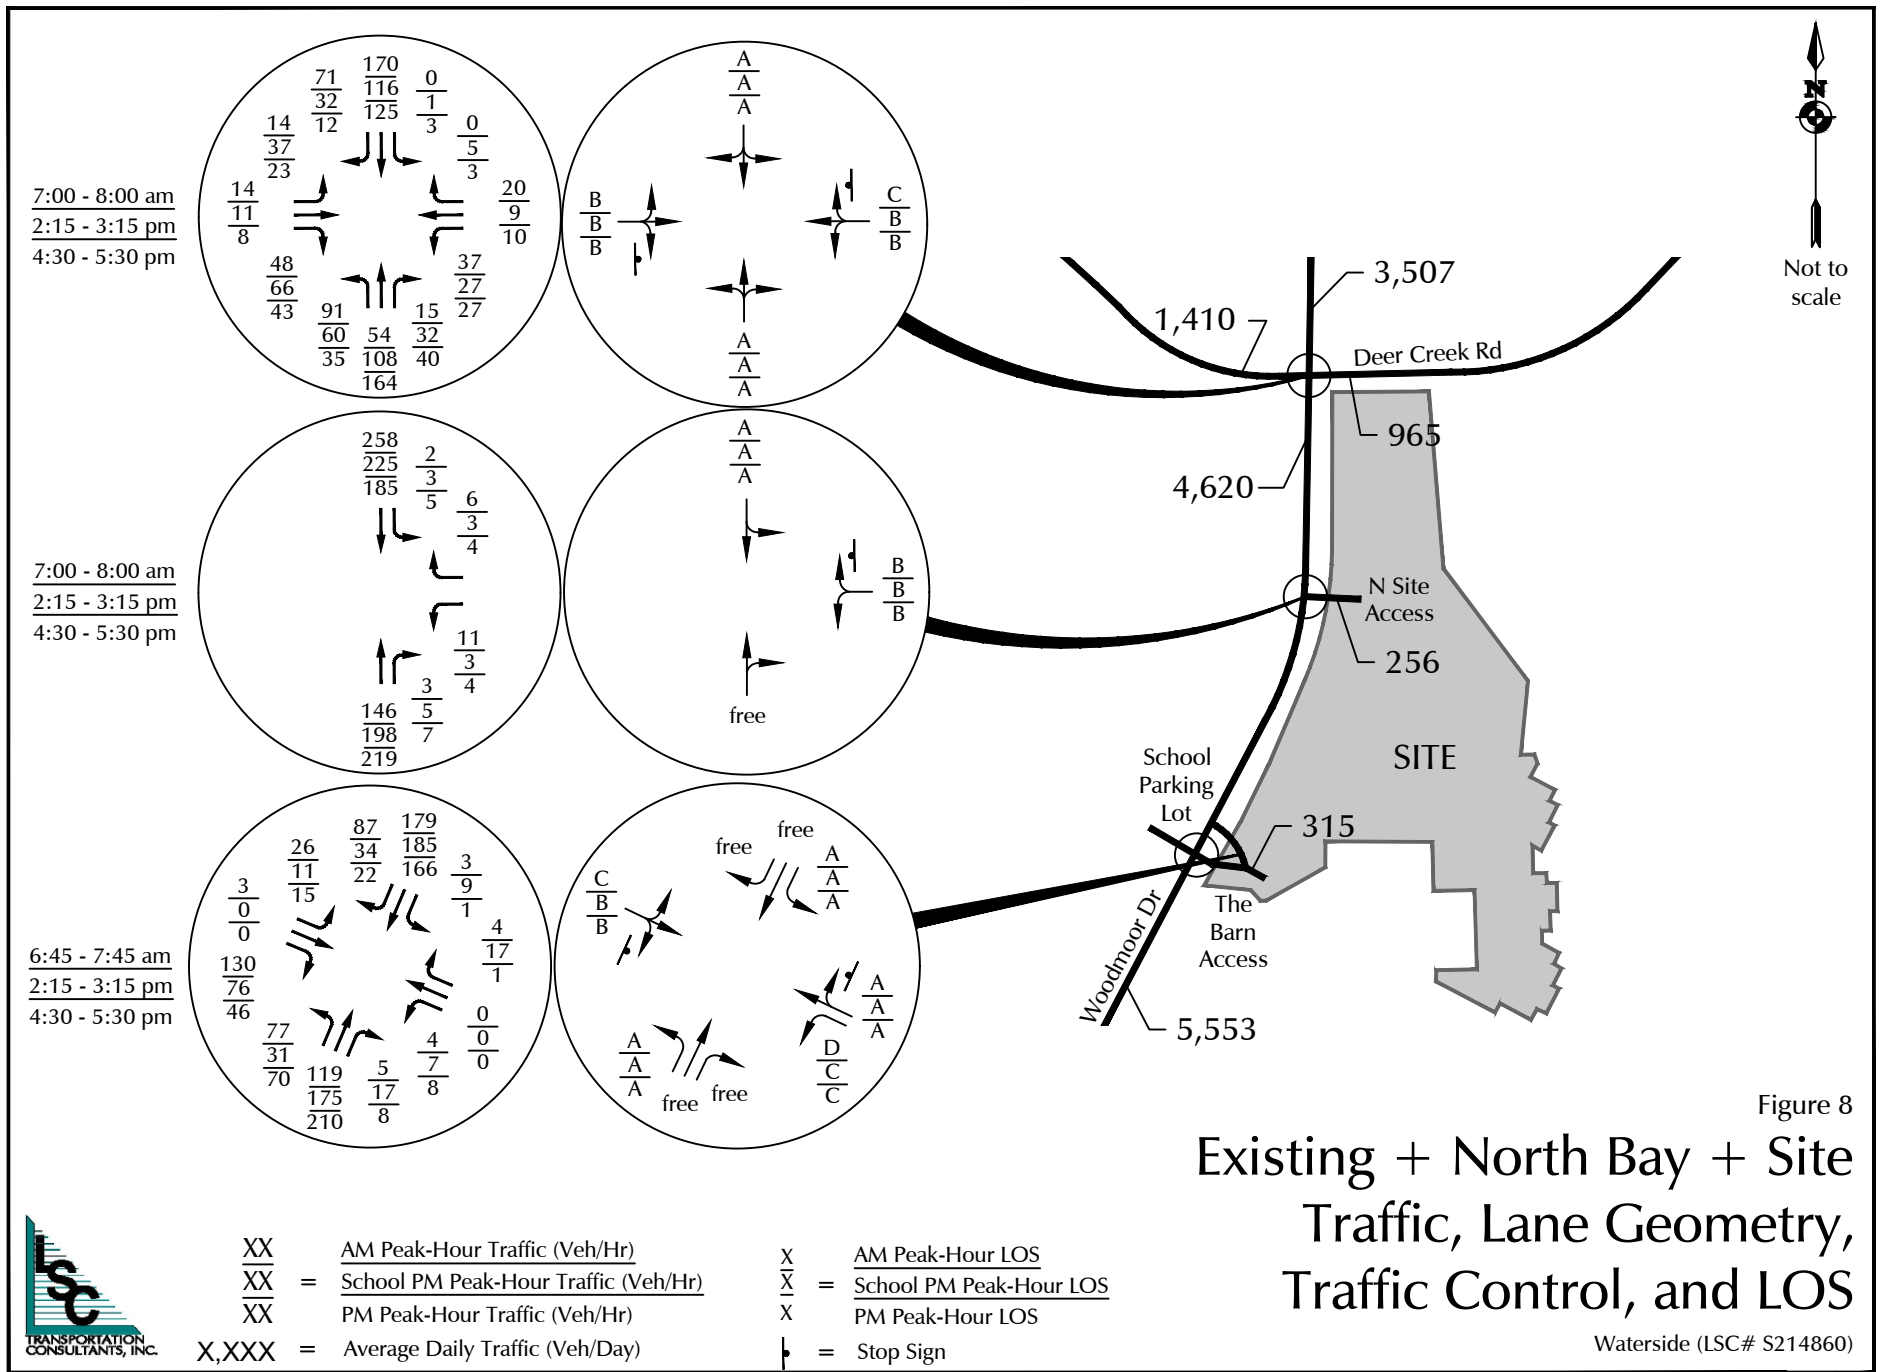 7:00 - 8:00 am
2:15 - 3:15 pm
4:30 - 5:30 pm
71
32
12
170
116
125
0
1
3
14
37
23
0
5
3
14
11
8
20
9
10
48
66
43
37
27
27
91
60
35
54
108
164
15
32
40
A
A
A
B
B
B
C
B
B
A
A
A
7:00 - 8:00 am
2:15 - 3:15 pm
4:30 - 5:30 pm
258
225
185
2
3
5
6
3
4
11
3
4
146
198
219
3
5
7
A
A
A
B
B
B
free
6:45 - 7:45 am
2:15 - 3:15 pm
4:30 - 5:30 pm
3
0
0
26
11
15
87
34
22
179
185
166
3
9
1
4
17
1
130
76
46
77
31
70
119
175
210
5
17
8
4
7
8
0
0
0
free
free
A
A
A
C
B
B
A
A
A
D
C
C
A
A
A
free
free
N
Not to
scale
3,507
1,410
Deer Creek Rd
965
4,620
N Site
Access
256
SITE
School
Parking
Lot
315
The
Barn
Access
Woodmoor Dr
5,553
Figure 8
Existing + North Bay + Site
Traffic, Lane Geometry,
Traffic Control, and LOS
Waterside (LSC# S214860)
LSC
TRANSPORTATION
CONSULTANTS, INC.
XX AM Peak-Hour Traffic (Veh/Hr)
XX = School PM Peak-Hour Traffic (Veh/Hr)
XX PM Peak-Hour Traffic (Veh/Hr)
X,XXX = Average Daily Traffic (Veh/Day)
X AM Peak-Hour LOS
X = School PM Peak-Hour LOS
X PM Peak-Hour LOS
= Stop Sign